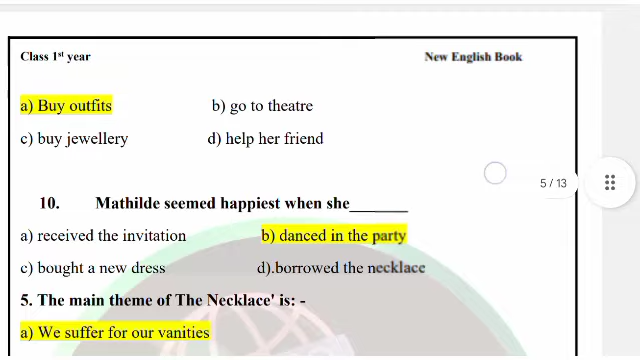 Class 1st year New English Book
a) Buy outfits b) go to theatre
c) buy jewellery d) help her friend
5 / 13
10. Mathilde seemed happiest when she_______
a) received the invitation b) danced in the party
c) bought a new dress d).borrowed the necklace
5. The main theme of The Necklace' is: -
a) We suffer for our vanities